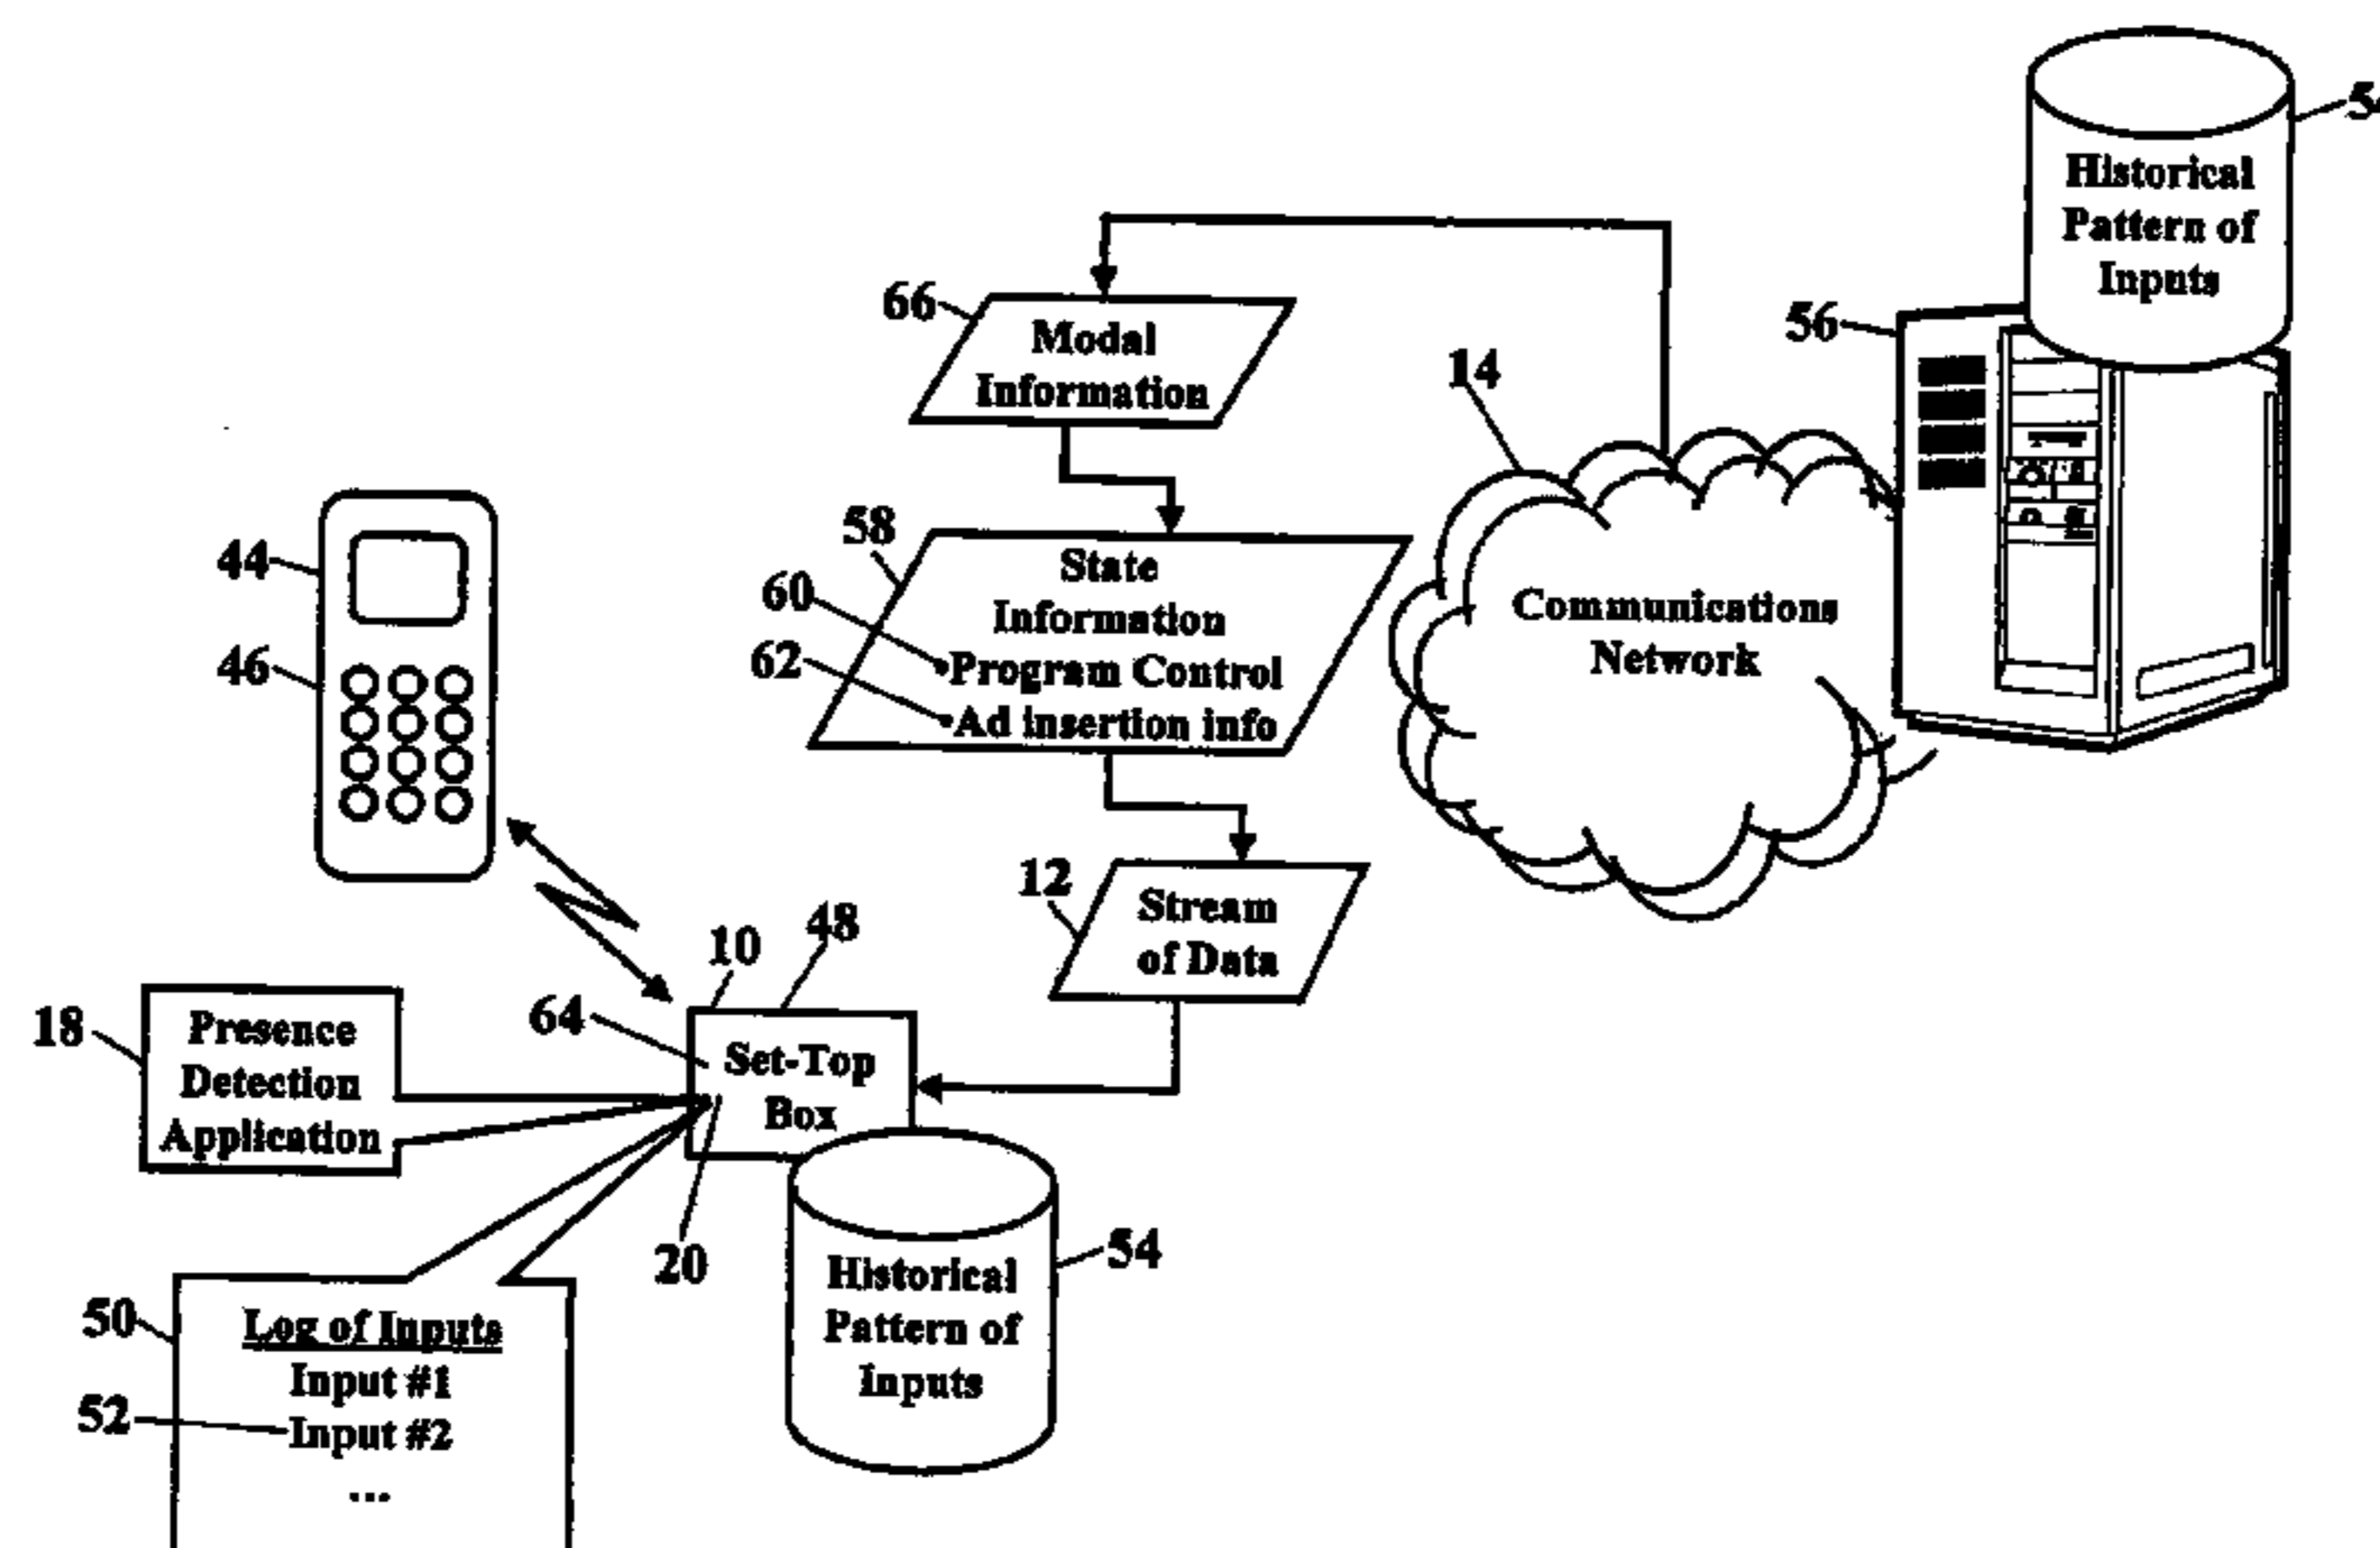 54
Historical
Pattern of
Inputs
56
66
Modal
Information
14
Communications
Network
58
State
Information
60
•Program Control
62
•Ad insertion info
44
46
12
Stream
of Data
10
48
64
Set-Top
Box
18
Presence
Detection
Application
20
54
Historical
Pattern of
Inputs
50
Log of Inputs
Input #1
52
Input #2
...